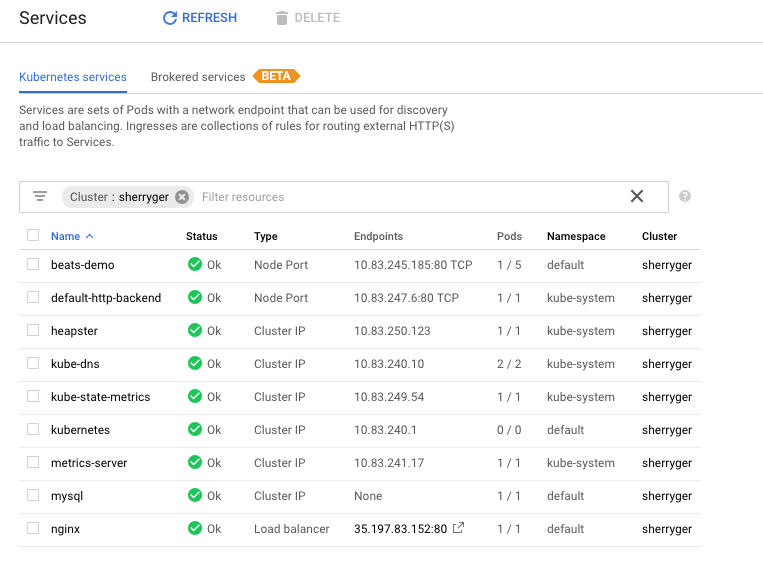 Services REFRESH DELETE
Kubernetes services Brokered services BETA
Services are sets of Pods with a network endpoint that can be used for discovery
and load balancing. Ingresses are collections of rules for routing external HTTP(S)
traffic to Services.
Cluster : sherryger Filter resources
Name Status Type Endpoints Pods Namespace Cluster
beats-demo Ok Node Port 10.83.245.185:80 TCP 1 / 5 default sherryger
default-http-backend Ok Node Port 10.83.247.6:80 TCP 1 / 1 kube-system sherryger
heapster Ok Cluster IP 10.83.250.123 1 / 1 kube-system sherryger
kube-dns Ok Cluster IP 10.83.240.10 2 / 2 kube-system sherryger
kube-state-metrics Ok Cluster IP 10.83.249.54 1 / 1 kube-system sherryger
kubernetes Ok Cluster IP 10.83.240.1 0 / 0 default sherryger
metrics-server Ok Cluster IP 10.83.241.17 1 / 1 kube-system sherryger
mysql Ok Cluster IP None 1 / 1 default sherryger
nginx Ok Load balancer 35.197.83.152:80 1 / 1 default sherryger